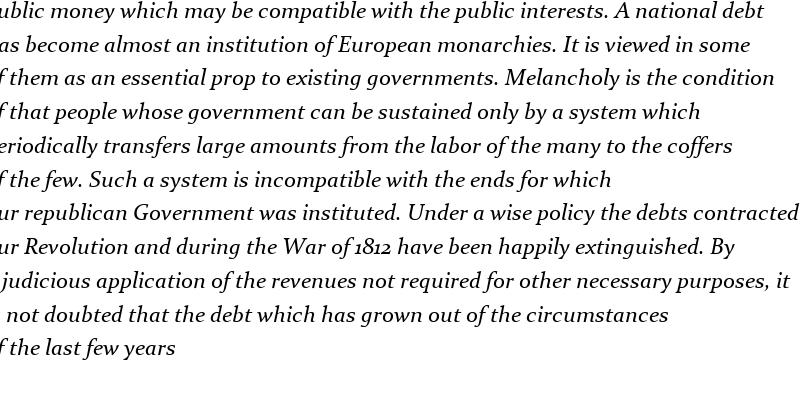 ublic money which may be compatible with the public interests. A national debt
as become almost an institution of European monarchies. It is viewed in some
f them as an essential prop to existing governments. Melancholy is the condition
f that people whose government can be sustained only by a system which
eriodically transfers large amounts from the labor of the many to the coffers
f the few. Such a system is incompatible with the ends for which
ur republican Government was instituted. Under a wise policy the debts contracted
ur Revolution and during the War of 1812 have been happily extinguished. By
judicious application of the revenues not required for other necessary purposes, it
not doubted that the debt which has grown out of the circumstances
f the last few years